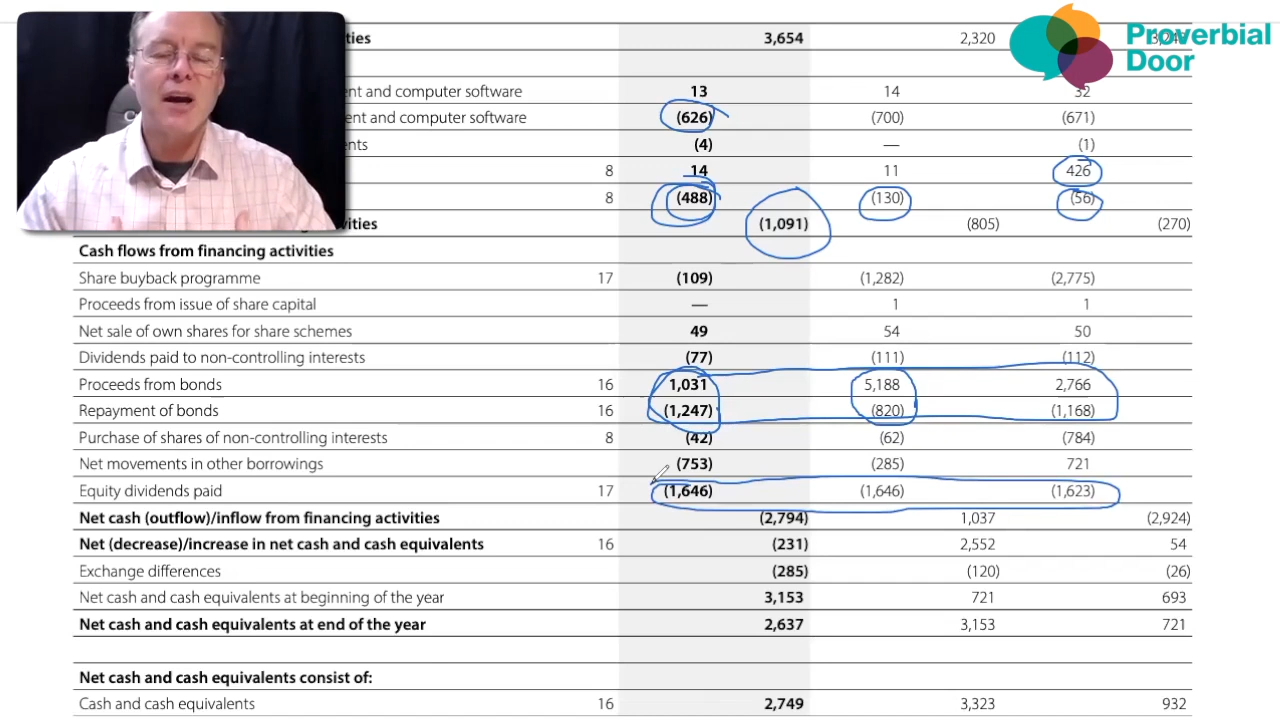 Proverbial
Door
ties 3,654 2,320
ent and computer software 13 14 32
ent and computer software (626) (700) (671)
ents (4) — (1)
8 14 11 426
8 (488) (130) (56)
ities (1,091) (805) (270)
Cash flows from financing activities
Share buyback programme 17 (109) (1,282) (2,775)
Proceeds from issue of share capital — 1 1
Net sale of own shares for share schemes 49 54 50
Dividends paid to non-controlling interests (77) (111) (112)
Proceeds from bonds 16 1,031 5,188 2,766
Repayment of bonds 16 (1,247) (820) (1,168)
Purchase of shares of non-controlling interests 8 (42) (62) (784)
Net movements in other borrowings (753) (285) 721
Equity dividends paid 17 (1,646) (1,646) (1,623)
Net cash (outflow)/inflow from financing activities (2,794) 1,037 (2,924)
Net (decrease)/increase in net cash and cash equivalents 16 (231) 2,552 54
Exchange differences (285) (120) (26)
Net cash and cash equivalents at beginning of the year 3,153 721 693
Net cash and cash equivalents at end of the year 2,637 3,153 721
Net cash and cash equivalents consist of:
Cash and cash equivalents 16 2,749 3,323 932